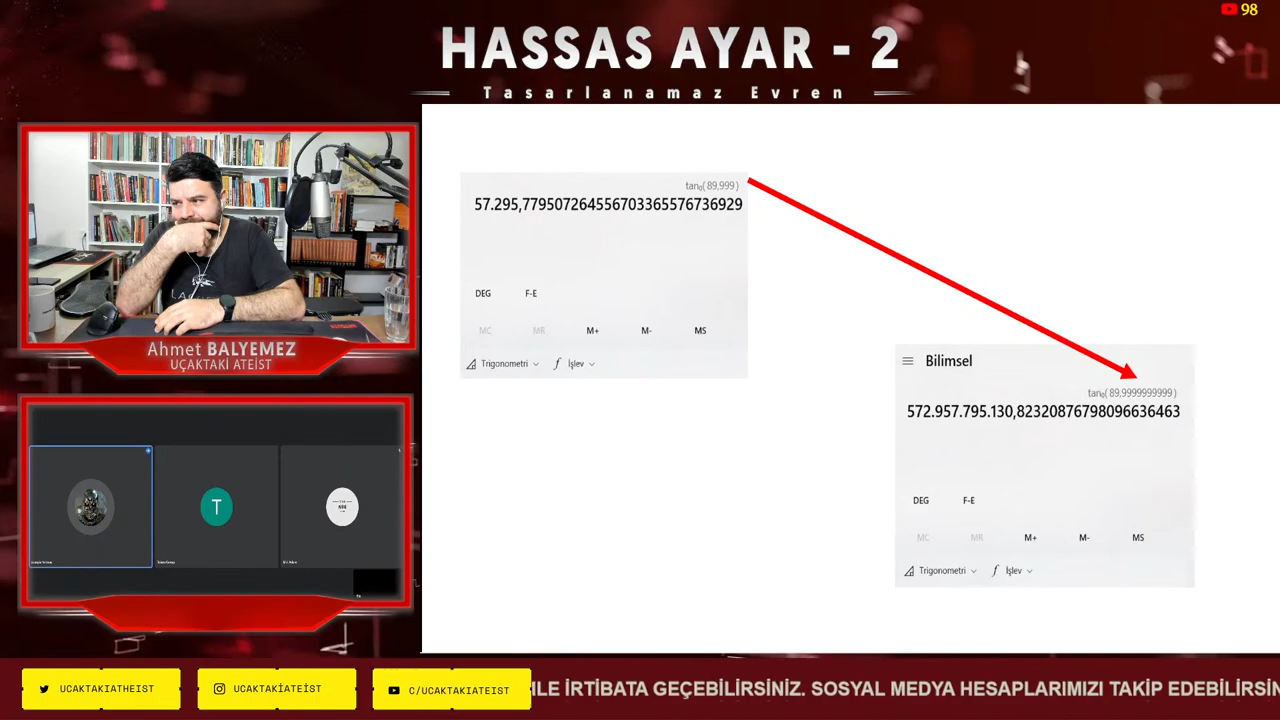 98
HASSAS AYAR - 2
Tasarlanamaz Evren
Ahmet BALYEMEZ
UÇAKTAKİ ATEİST
T
tan₀( 89,999 )
57.295,779507264556703365576736929
DEG F-E
MC MR M+ M- MS
Trigonometri İşlev
Bilimsel
tan₀( 89,9999999999 )
572.957.795.130,82320876798096636463
DEG F-E
MC MR M+ M- MS
Trigonometri İşlev
UCAKTAKIATHEIST
UCAKTAKİATEİST
C/UCAKTAKIATEIST
İRTİBATA GEÇEBİLİRSİNİZ. SOSYAL MEDYA HESAPLARIMIZI TAKİP EDEBİLİRSİN